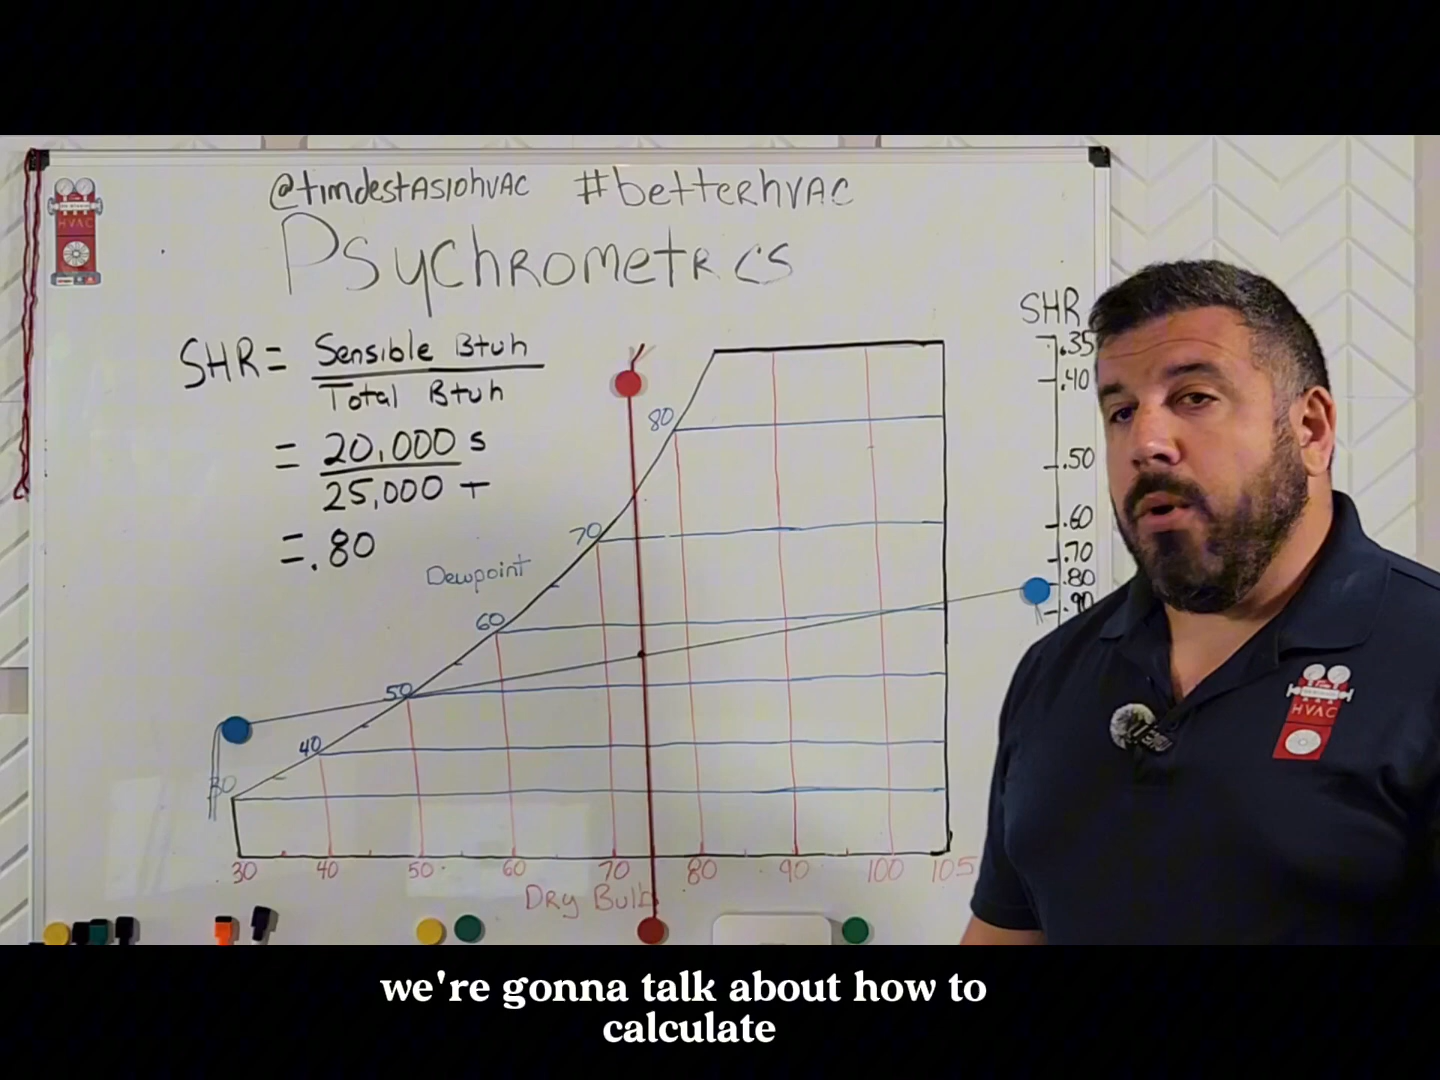 @timdestasiohvac #betterhvac
Psychrometrics
SHR
SHR = Sensible Btuh
Total Btuh
= 20,000 s
25,000 T
= .80
Dewpoint
80
70
60
50
40
30
.35
.40
.50
.60
.70
.80
.90
30 40 50 60 70 80 90 100 105
Dry Bulb
HVAC
HVAC
we're gonna talk about how to
calculate